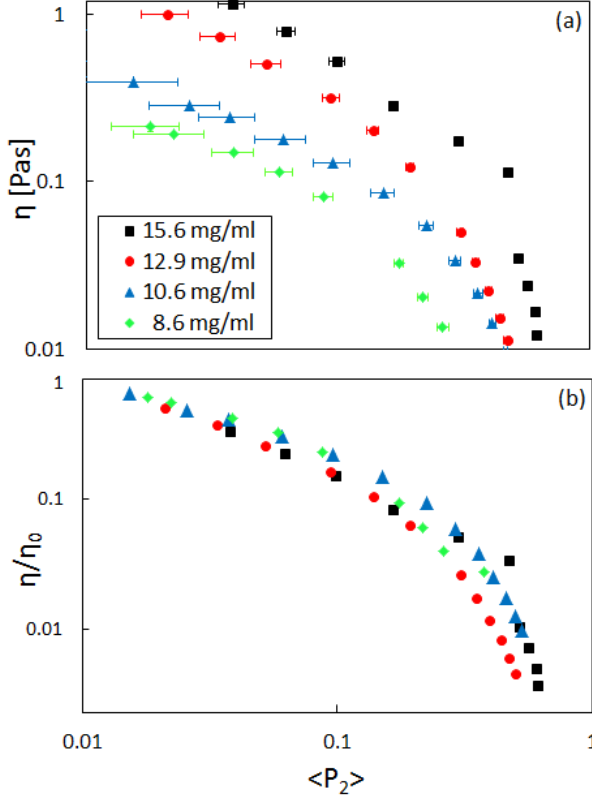 (a)
1
0.1
0.01
η [Pas]
15.6 mg/ml
12.9 mg/ml
10.6 mg/ml
8.6 mg/ml
(b)
1
0.1
0.01
η/η₀
0.01 0.1 1
<P₂>